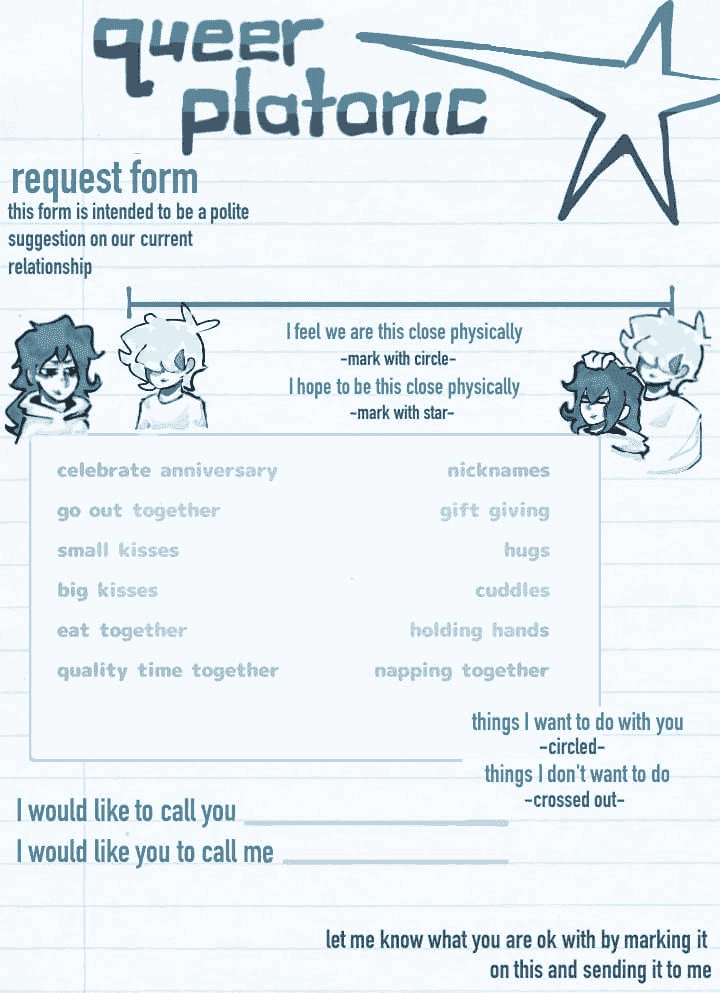 queer
platonic
request form
this form is intended to be a polite
suggestion on our current
relationship
I feel we are this close physically
-mark with circle-
I hope to be this close physically
-mark with star-
celebrate anniversary
nicknames
go out together
gift giving
small kisses
hugs
big kisses
cuddles
eat together
holding hands
quality time together
napping together
things I want to do with you
-circled-
things I don't want to do
-crossed out-
I would like to call you
I would like you to call me
let me know what you are ok with by marking it
on this and sending it to me